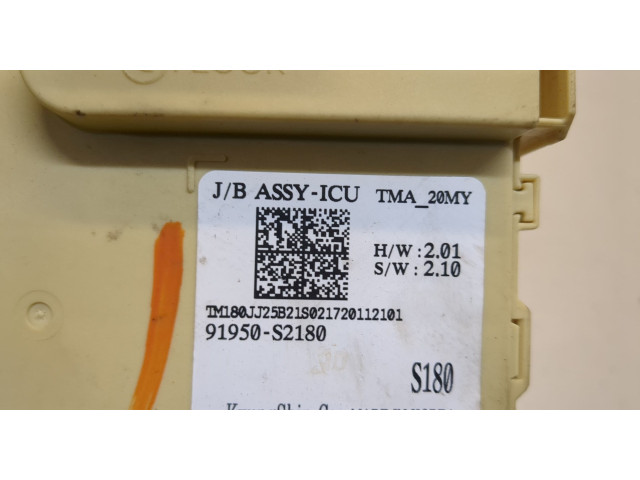 J/B ASSY-ICU TMA_20MY
H/W:2.01
S/W:2.10
TM180JJ25B21S021720112101
91950-S2180
S180